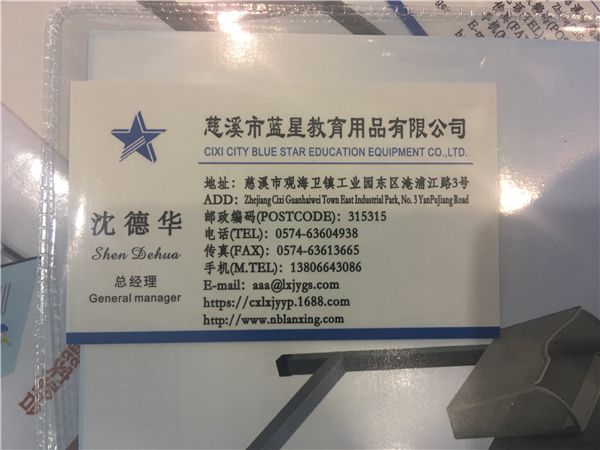 慈溪市蓝星教育用品有限公司
CIXI CITY BLUE STAR EDUCATION EQUIPMENT CO.,LTD.
沈德华
Shen Dehua
总经理
General manager
地址：慈溪市观海卫镇工业园东区淹浦江路3号
ADD：Zhejiang Cixi Guanhaiwei Town East Industrial Park, No. 3 YanPuJiang Road
邮政编码(POSTCODE)：315315
电话(TEL)：0574-63604938
传真(FAX)：0574-63613665
手机(M.TEL)：13806643086
E-mail：aaa@lxjygs.com
https://cxlxjyyp.1688.com
http://www.nblanxing.com